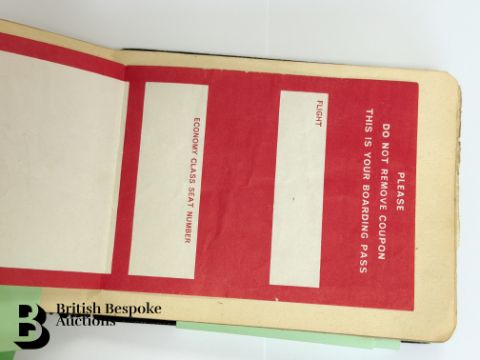 PLEASE
DO NOT REMOVE COUPON
THIS IS YOUR BOARDING PASS
FLIGHT
ECONOMY CLASS SEAT NUMBER
B
British Bespoke
Auctions